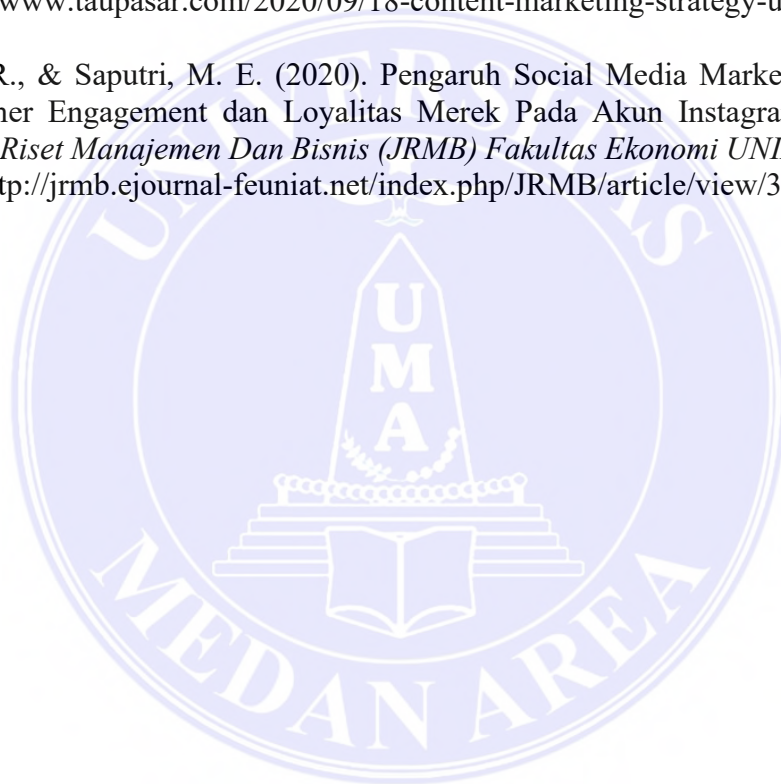 www.taupasar.com/2020/09/18-content-marketing-strategy-u
R., & Saputri, M. E. (2020). Pengaruh Social Media Marke
ner Engagement dan Loyalitas Merek Pada Akun Instagra
Riset Manajemen Dan Bisnis (JRMB) Fakultas Ekonomi UNI
tp://jrmb.ejournal-feuniat.net/index.php/JRMB/article/view/3
UNIVERSITAS
UMA
MEDAN AREA